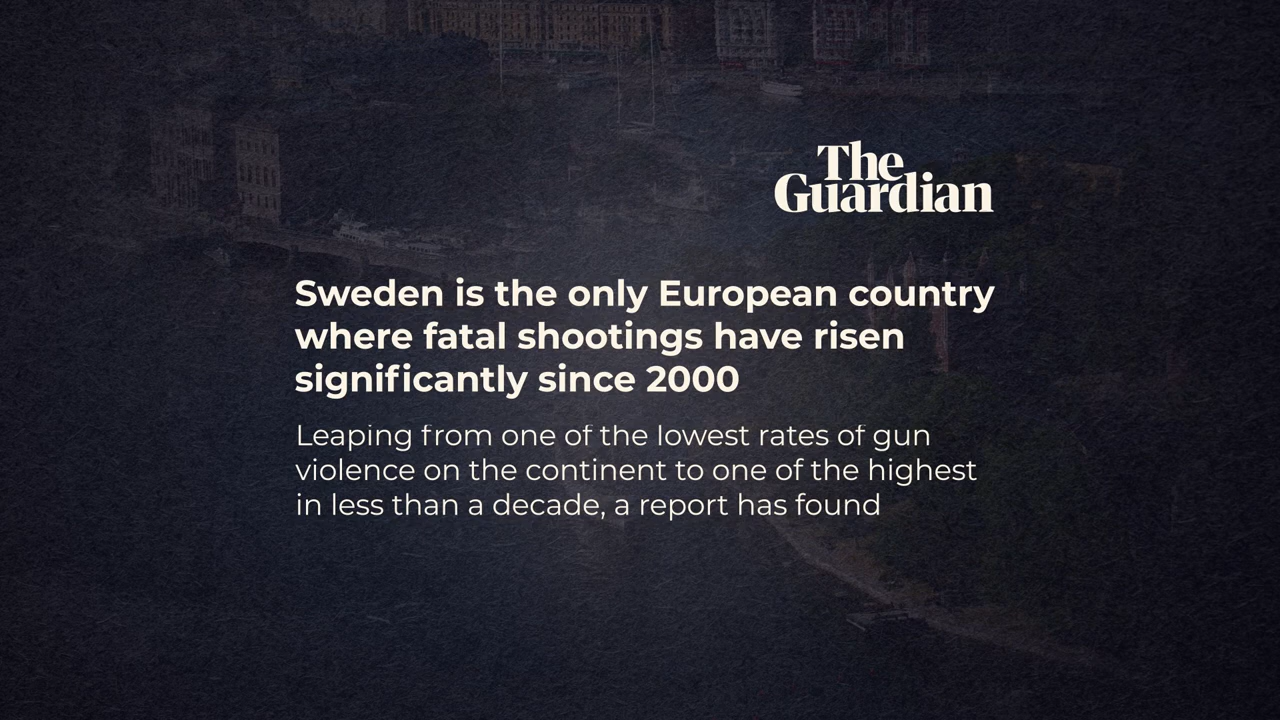 The
Guardian
Sweden is the only European country
where fatal shootings have risen
significantly since 2000
Leaping from one of the lowest rates of gun
violence on the continent to one of the highest
in less than a decade, a report has found